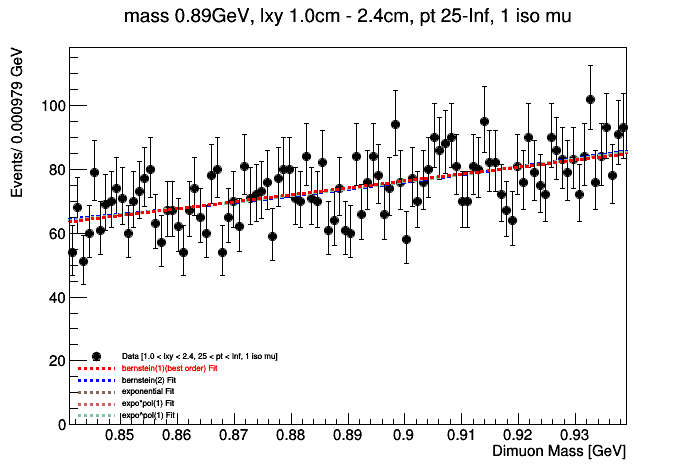 mass 0.89GeV, lxy 1.0cm - 2.4cm, pt 25-Inf, 1 iso mu
Events/ 0.000979 GeV
100
80
60
40
20
0
Data [1.0 < lxy < 2.4, 25 < pt < Inf, 1 iso mu]
bernstein(1)(best order) Fit
bernstein(2) Fit
exponential Fit
expo*pol(1) Fit
expo^pol(1) Fit
0.85 0.86 0.87 0.88 0.89 0.9 0.91 0.92 0.93
Dimuon Mass [GeV]